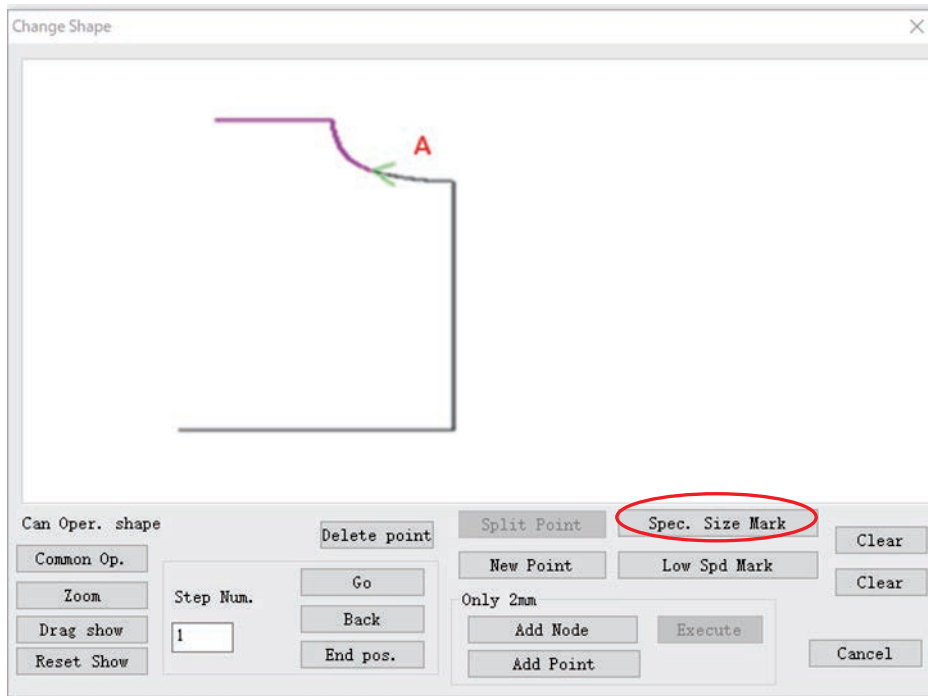 Change Shape
A
Can Oper. shape
Common Op.
Zoom
Drag show
Reset Show
Step Num.
1
Delete point
Go
Back
End pos.
Split Point
New Point
Spec. Size Mark
Low Spd Mark
Only 2mm
Add Node
Execute
Add Point
Clear
Clear
Cancel